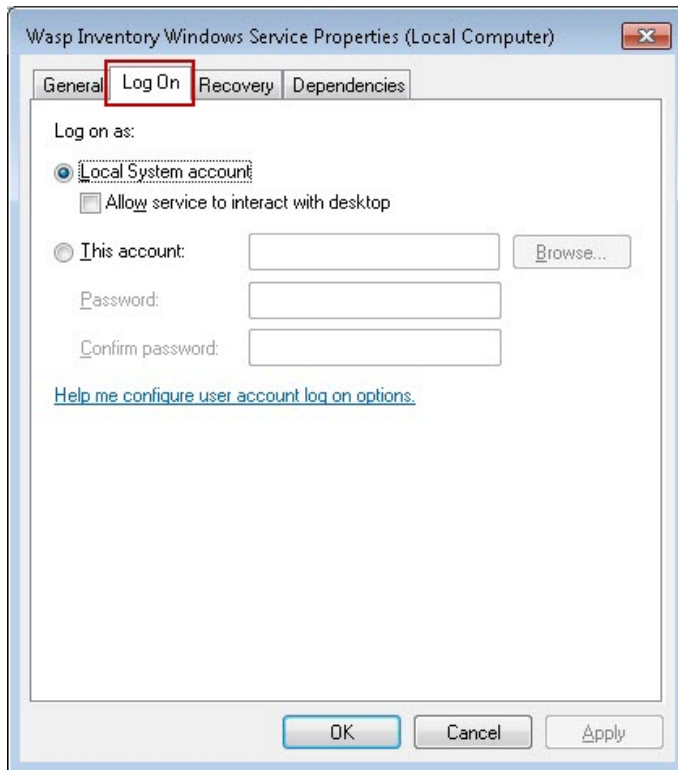 Wasp Inventory Windows Service Properties (Local Computer)
General Log On Recovery Dependencies
Log on as:
Local System account
Allow service to interact with desktop
This account: Browse...
Password:
Confirm password:
Help me configure user account log on options.
OK Cancel Apply